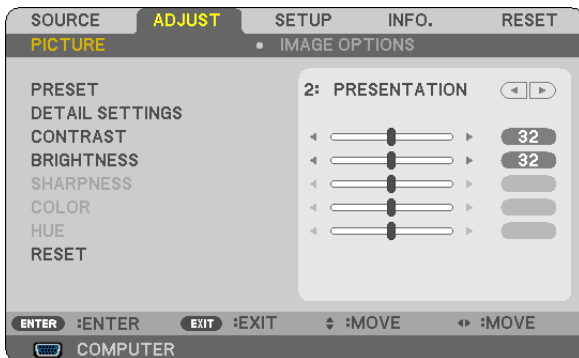 SOURCE ADJUST SETUP INFO. RESET
PICTURE • IMAGE OPTIONS
PRESET 2: PRESENTATION
DETAIL SETTINGS
CONTRAST 32
BRIGHTNESS 32
SHARPNESS
COLOR
HUE
RESET
ENTER :ENTER EXIT :EXIT :MOVE :MOVE
COMPUTER